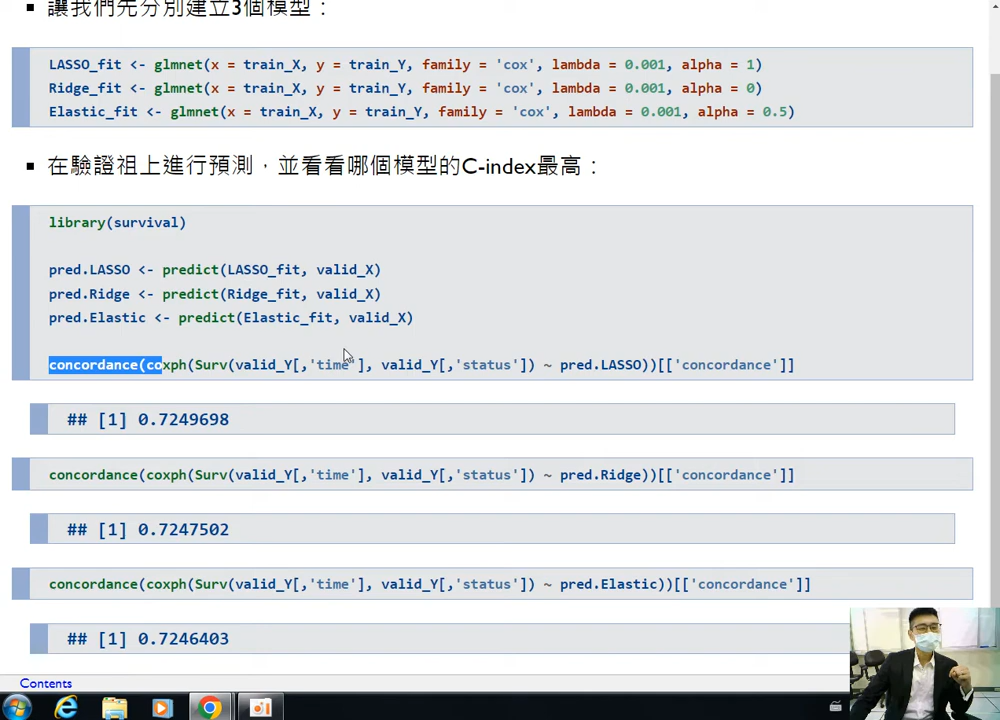 讓我們先分別建立3個模型：
LASSO_fit <- glmnet(x = train_X, y = train_Y, family = 'cox', lambda = 0.001, alpha = 1)
Ridge_fit <- glmnet(x = train_X, y = train_Y, family = 'cox', lambda = 0.001, alpha = 0)
Elastic_fit <- glmnet(x = train_X, y = train_Y, family = 'cox', lambda = 0.001, alpha = 0.5)
在驗證祖上進行預測，並看看哪個模型的C-index最高：
library(survival)
pred.LASSO <- predict(LASSO_fit, valid_X)
pred.Ridge <- predict(Ridge_fit, valid_X)
pred.Elastic <- predict(Elastic_fit, valid_X)
concordance(coxph(Surv(valid_Y[,'time'], valid_Y[,'status']) ~ pred.LASSO))[['concordance']]
## [1] 0.7249698
concordance(coxph(Surv(valid_Y[,'time'], valid_Y[,'status']) ~ pred.Ridge))[['concordance']]
## [1] 0.7247502
concordance(coxph(Surv(valid_Y[,'time'], valid_Y[,'status']) ~ pred.Elastic))[['concordance']]
## [1] 0.7246403
Contents